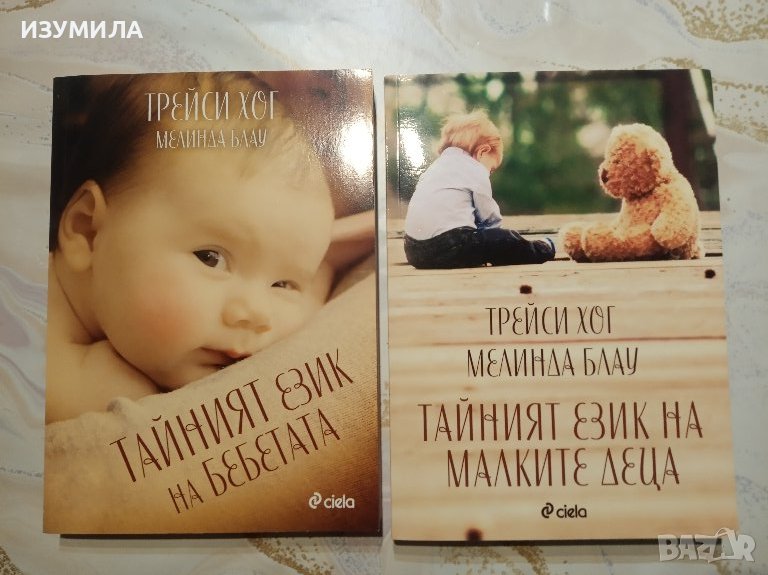 ИЗУМИЛА
ТРЕЙСИ ХОГ
МЕЛИНДА БЛАУ
ТАЙНИЯТ ЕЗИК
НА БЕБЕТАТА
ciela
ТРЕЙСИ ХОГ
МЕЛИНДА БЛАУ
ТАЙНИЯТ ЕЗИК НА
МАЛКИТЕ ДЕЦА
ciela
BAZAR